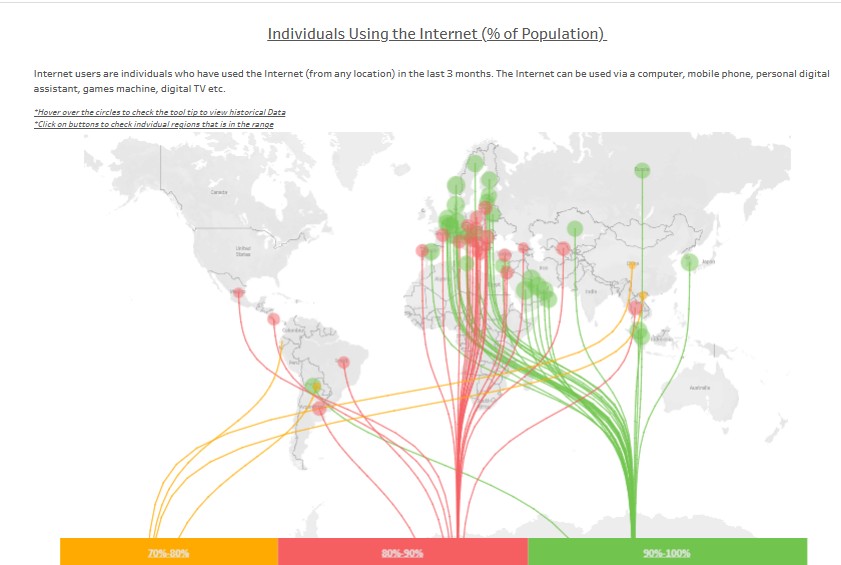 Individuals Using the Internet (% of Population)
Internet users are individuals who have used the Internet (from any location) in the last 3 months. The Internet can be used via a computer, mobile phone, personal digital
assistant, games machine, digital TV etc.
*Hover over the circles to check the tool tip to view historical Data
*Click on buttons to check indvidual regions that is in the range
Canada
United
States
Iran
India
Japan
Australia
70%-80%
80%-90%
90%-100%